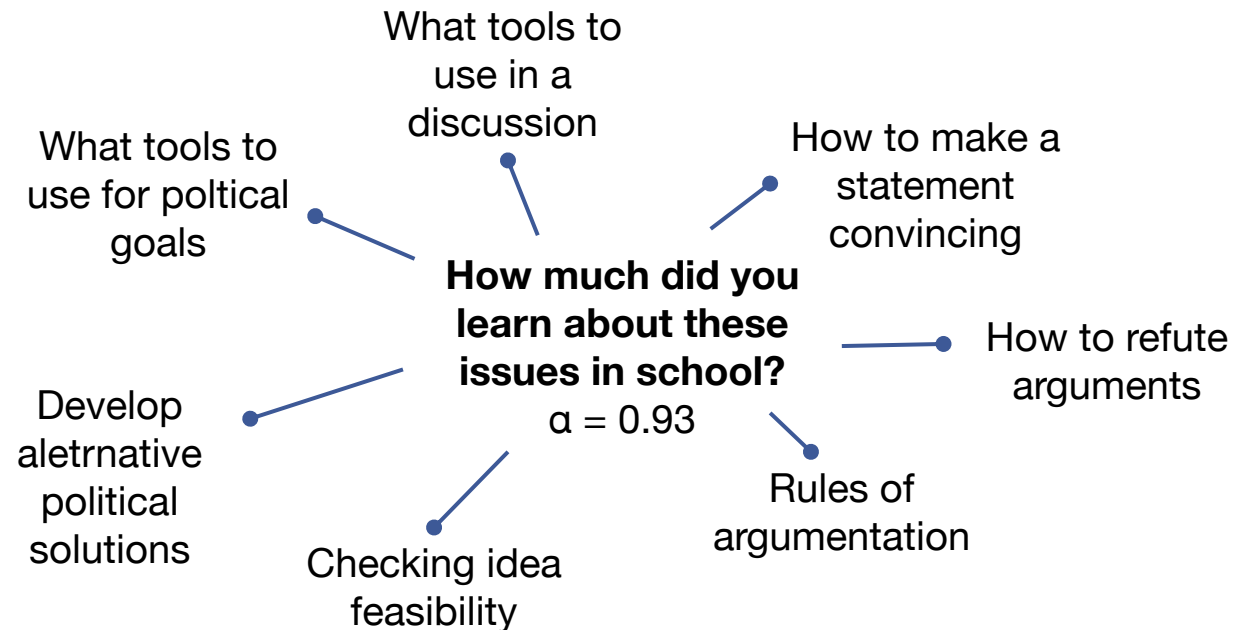 What tools to
use in a
discussion
What tools to
use for poltical
goals
How to make a
statement
convincing
How much did you
learn about these
issues in school?
α = 0.93
How to refute
arguments
Develop
aletrnative
political
solutions
Rules of
argumentation
Checking idea
feasibility